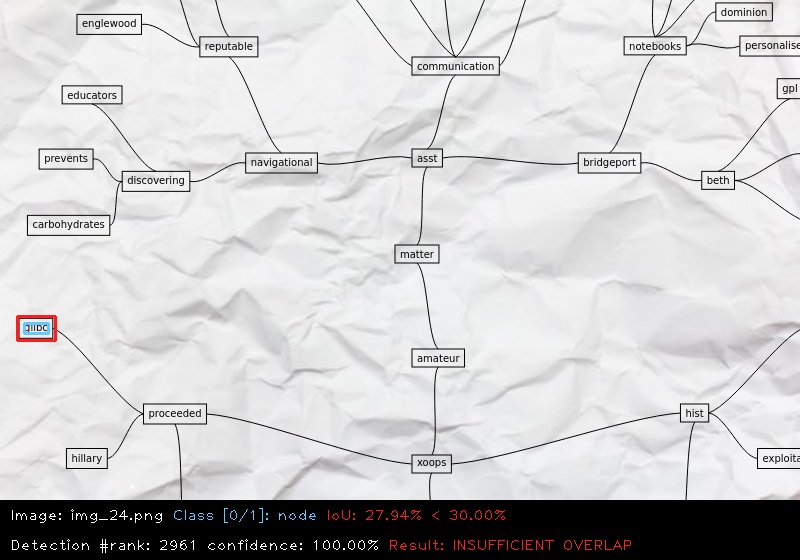 dominion
englewood
reputable
notebooks
personalise
communication
gpl
educators
prevents
navigational
asst
bridgeport
discovering
beth
carbohydrates
matter
glibc
amateur
proceeded
hist
hillary
xoops
exploita
Image: img_24.png Class [0/1]: node IoU: 27.94% < 30.00%
Detection #rank: 2961 confidence: 100.00% Result: INSUFFICIENT OVERLAP